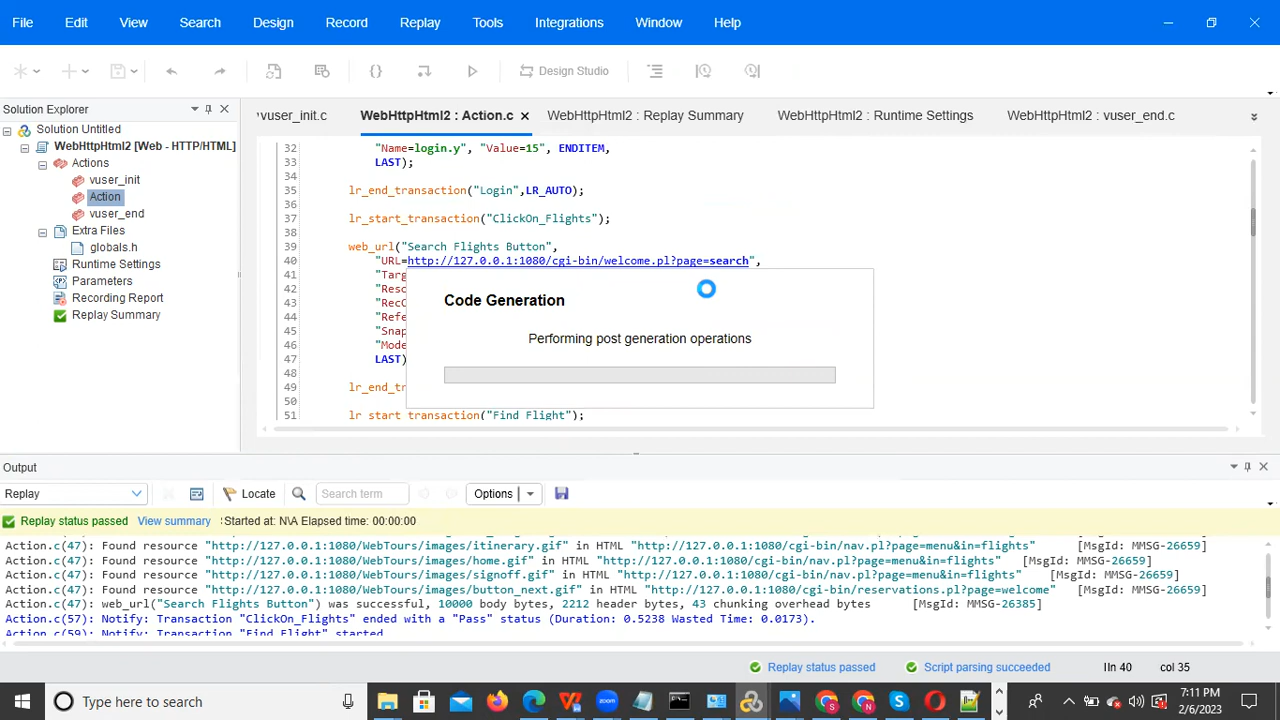 File Edit View Search Design Record Replay Tools Integrations Window Help
Design Studio
Solution Explorer
Solution Untitled
WebHttpHtml2 [Web - HTTP/HTML]
Actions
vuser_init
Action
vuser_end
Extra Files
globals.h
Runtime Settings
Parameters
Recording Report
Replay Summary
vuser_init.c WebHttpHtml2 : Action.c WebHttpHtml2 : Replay Summary WebHttpHtml2 : Runtime Settings WebHttpHtml2 : vuser_end.c
32 "Name=login.y", "Value=15", ENDITEM,
33 LAST);
34
35 lr_end_transaction("Login",LR_AUTO);
36
37 lr_start_transaction("ClickOn_Flights");
38
39 web_url("Search Flights Button",
40 "URL=http://127.0.0.1:1080/cgi-bin/welcome.pl?page=search",
41 "Targ
42 "Reso
43 "RecC
44 "Refe
45 "Snap
46 "Mode
47 LAST)
48
49 lr_end_t
50
51 lr_start_transaction("Find_Flight");
Code Generation
Performing post generation operations
Output
Replay Locate Search term Options
Replay status passed View summary : Started at: N\A Elapsed time: 00:00:00
Action.c(47): Found resource "http://127.0.0.1:1080/WebTours/images/itinerary.gif" in HTML "http://127.0.0.1:1080/cgi-bin/nav.pl?page=menu&in=flights" [MsgId: MMSG-26659]
Action.c(47): Found resource "http://127.0.0.1:1080/WebTours/images/home.gif" in HTML "http://127.0.0.1:1080/cgi-bin/nav.pl?page=menu&in=flights" [MsgId: MMSG-26659]
Action.c(47): Found resource "http://127.0.0.1:1080/WebTours/images/signoff.gif" in HTML "http://127.0.0.1:1080/cgi-bin/nav.pl?page=menu&in=flights" [MsgId: MMSG-26659]
Action.c(47): Found resource "http://127.0.0.1:1080/WebTours/images/button_next.gif" in HTML "http://127.0.0.1:1080/cgi-bin/reservations.pl?page=welcome" [MsgId: MMSG-26659]
Action.c(47): web_url("Search Flights Button") was successful, 10000 body bytes, 2212 header bytes, 43 chunking overhead bytes [MsgId: MMSG-26385]
Action.c(57): Notify: Transaction "ClickOn_Flights" ended with a "Pass" status (Duration: 0.5238 Wasted Time: 0.0173).
Action.c(59): Notify: Transaction "Find_Flight" started.
Replay status passed Script parsing succeeded lln 40 col 35
Type here to search
7:11 PM
2/6/2023